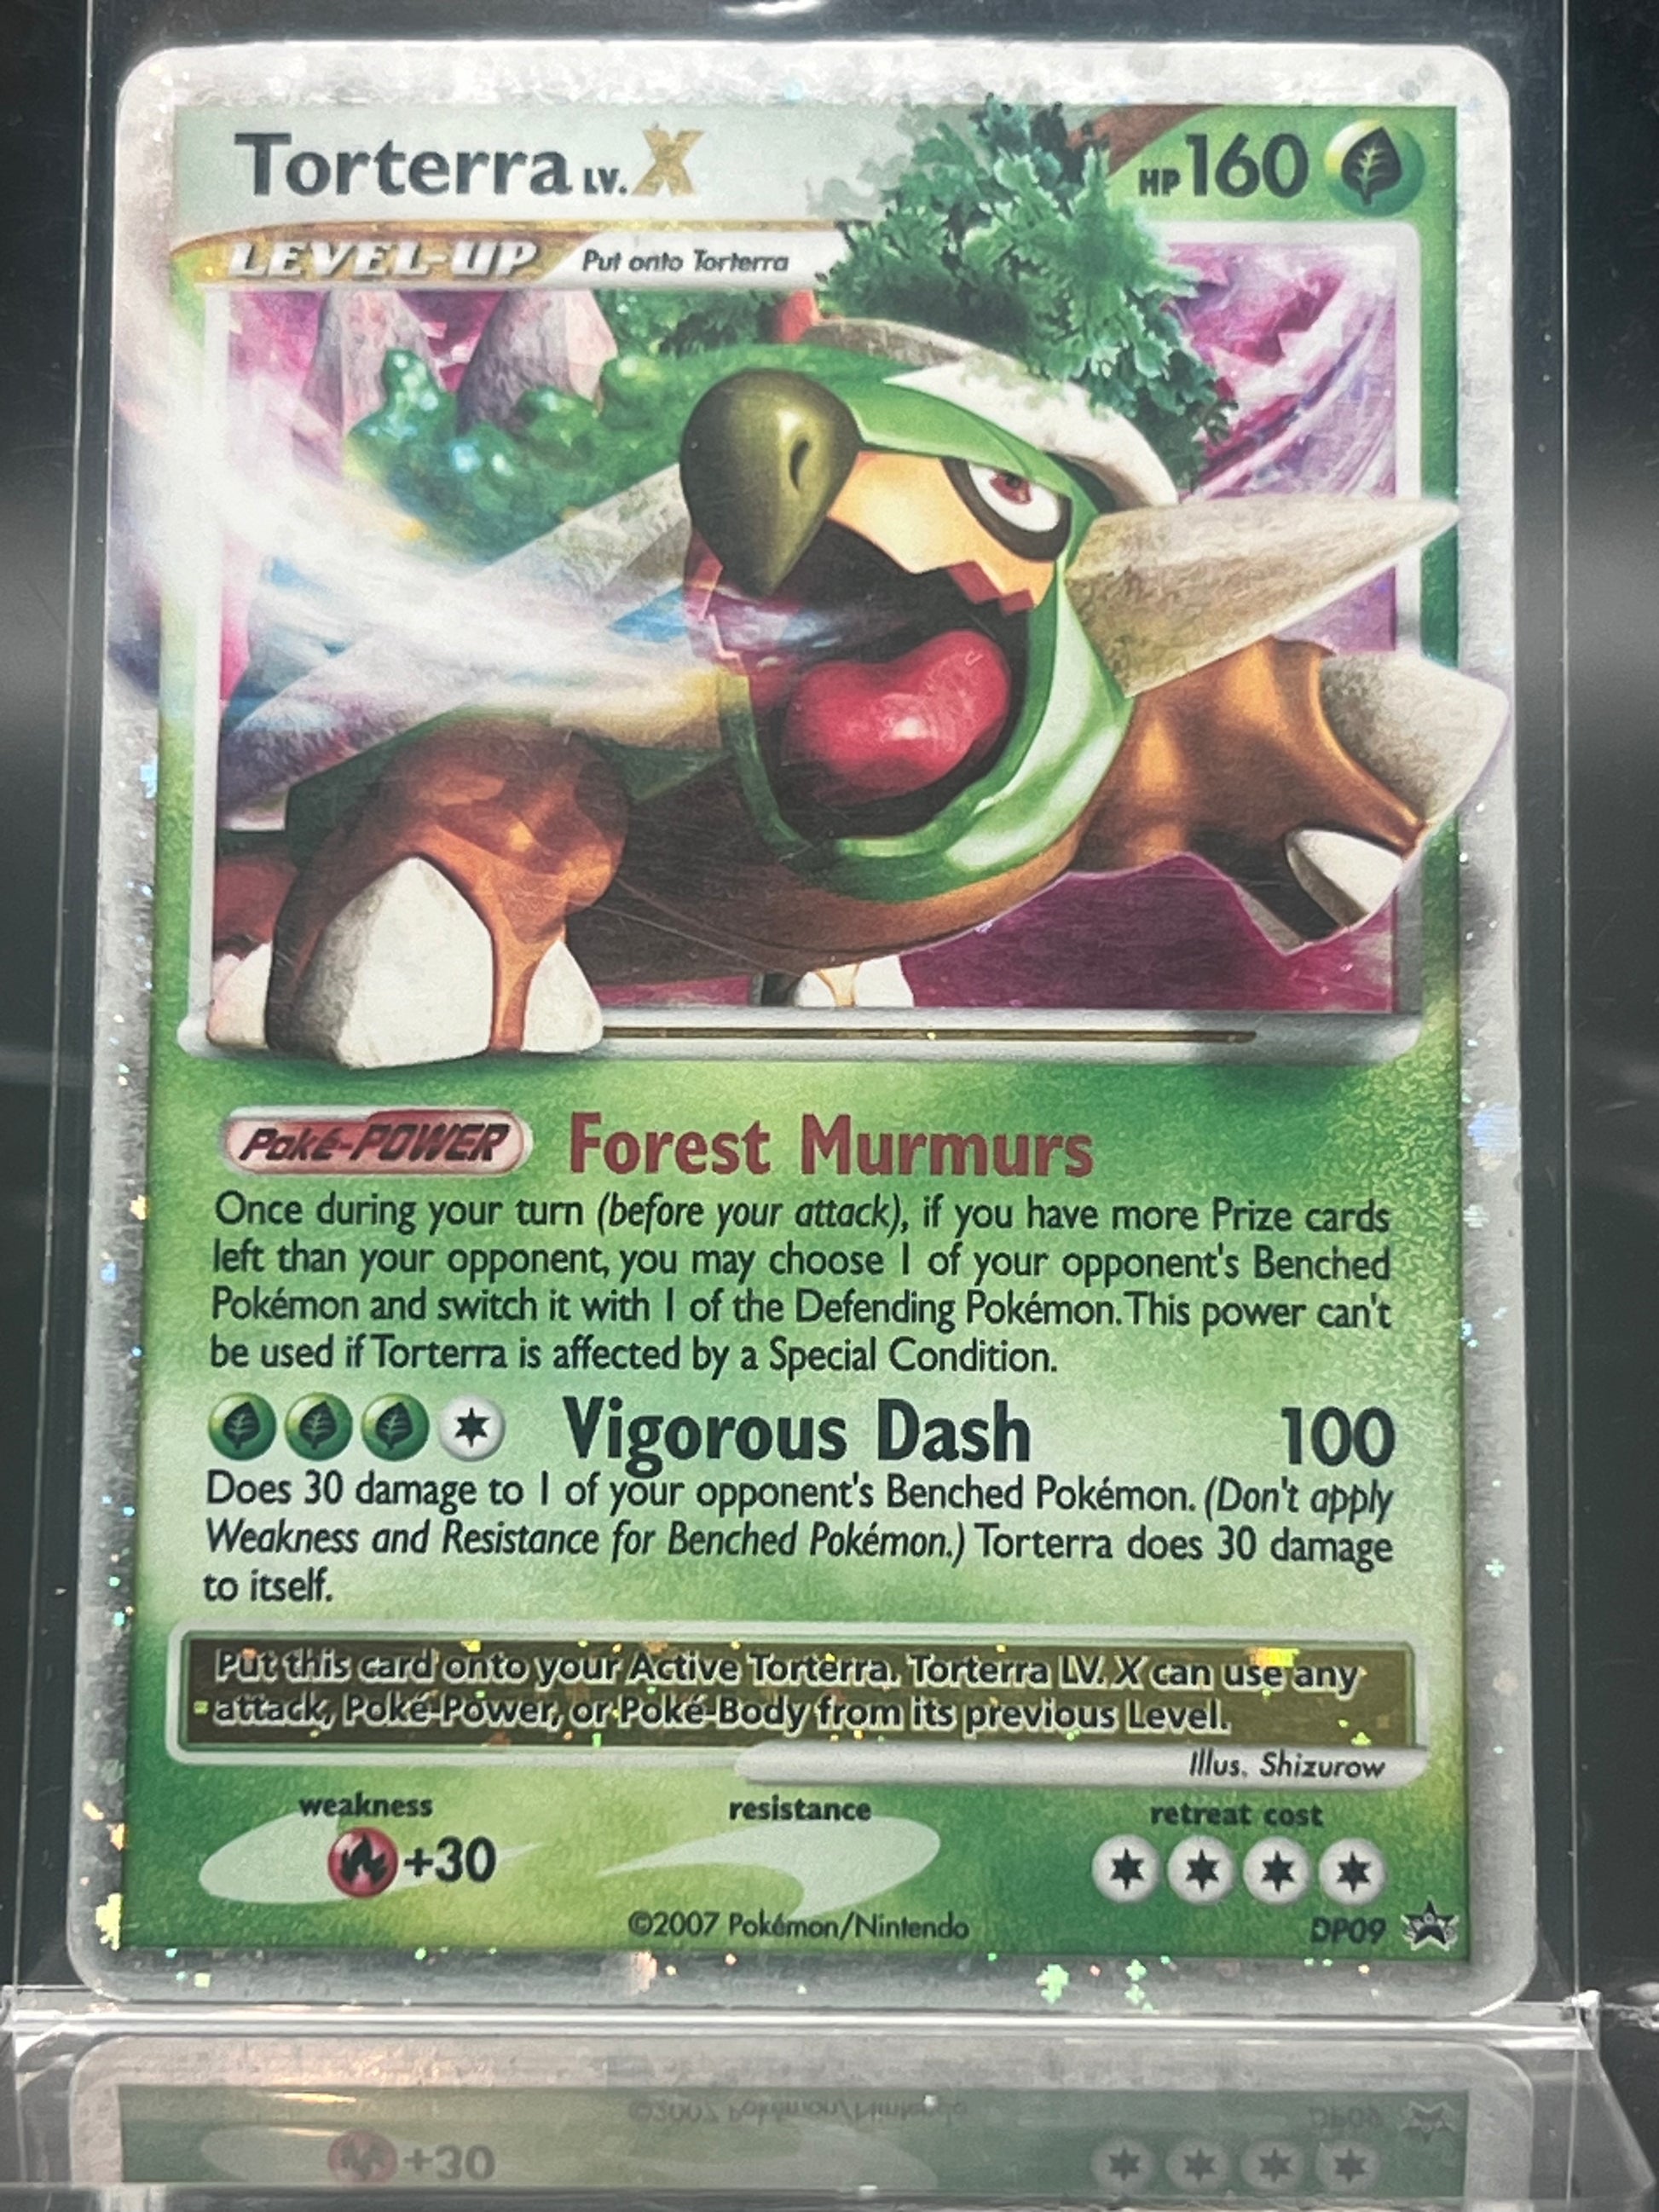 Torterra LV.X HP 160
LEVEL-UP Put onto Torterra
Poké-POWER Forest Murmurs
Once during your turn (before your attack), if you have more Prize cards
left than your opponent, you may choose 1 of your opponent's Benched
Pokémon and switch it with 1 of the Defending Pokémon. This power can't
be used if Torterra is affected by a Special Condition.
Vigorous Dash 100
Does 30 damage to 1 of your opponent's Benched Pokémon. (Don't apply
Weakness and Resistance for Benched Pokémon.) Torterra does 30 damage
to itself.
Put this card onto your Active Torterra. Torterra LV.X can use any
attack, Poké-Power, or Poké-Body from its previous Level.
Illus. Shizurow
weakness resistance retreat cost
+30
©2007 Pokémon/Nintendo DP09